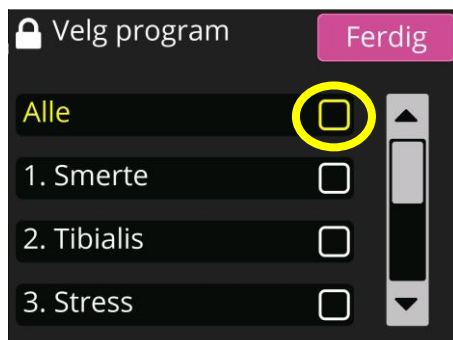 Velg program
Ferdig
Alle
1. Smerte
2. Tibialis
3. Stress